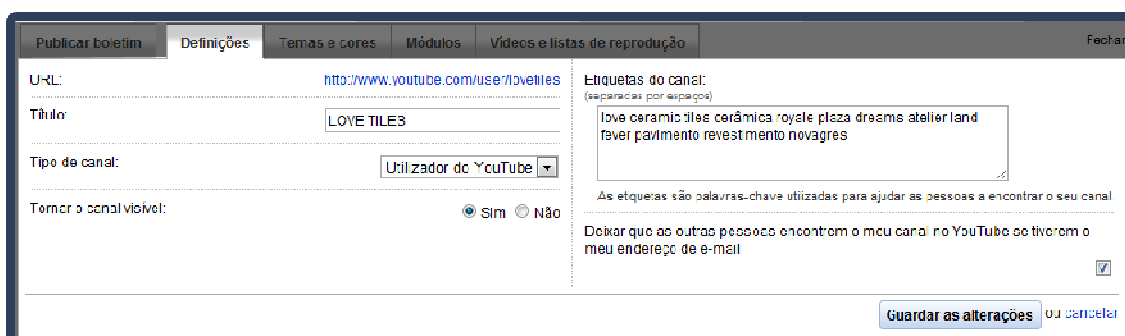 Publicar boletim Definições Temas e cores Módulos Vídeos e listas de reprodução Fechar
URL: http://www.youtube.com/user/lovetiles
Título: LOVE TILES
Tipo de canal: Utilizador do YouTube
Tornar o canal visível: Sim Não
Etiquetas do canal:
(separadas por espaços)
love ceramic tiles cerâmica royale plaza dreams atelier land
fever pavimento revestimento novagres
As etiquetas são palavras-chave utilizadas para ajudar as pessoas a encontrar o seu canal.
Deixar que as outras pessoas encontrem o meu canal no YouTube se tiverem o
meu endereço de e-mail
Guardar as alterações ou cancelar